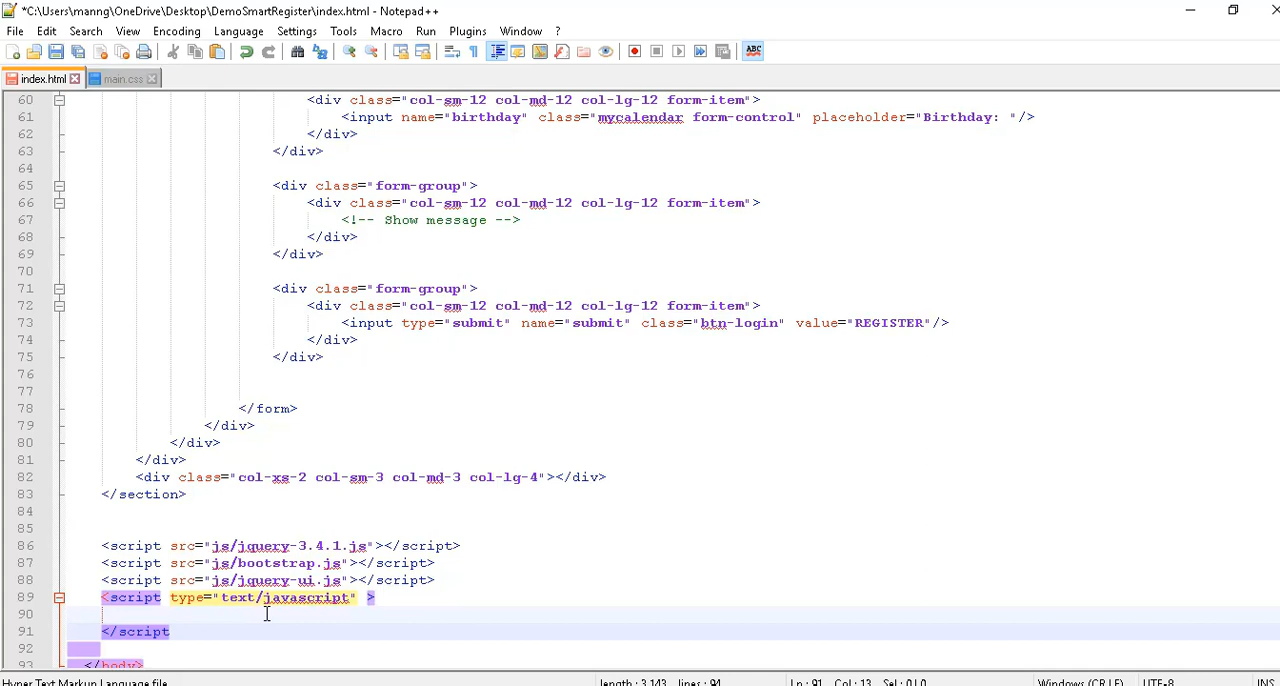 *C:\Users\manng\OneDrive\Desktop\DemoSmartRegister\index.html - Notepad++
File Edit Search View Encoding Language Settings Tools Macro Run Plugins Window ?
ABC
index.html main.css
60 <div class="col-sm-12 col-md-12 col-lg-12 form-item">
61 <input name="birthday" class="mycalendar form-control" placeholder="Birthday: "/>
62 </div>
63 </div>
64
65 <div class="form-group">
66 <div class="col-sm-12 col-md-12 col-lg-12 form-item">
67 <!-- Show message -->
68 </div>
69 </div>
70
71 <div class="form-group">
72 <div class="col-sm-12 col-md-12 col-lg-12 form-item">
73 <input type="submit" name="submit" class="btn-login" value="REGISTER"/>
74 </div>
75 </div>
76
77
78 </form>
79 </div>
80 </div>
81 </div>
82 <div class="col-xs-2 col-sm-3 col-md-3 col-lg-4"></div>
83 </section>
84
85
86 <script src="js/jquery-3.4.1.js"></script>
87 <script src="js/bootstrap.js"></script>
88 <script src="js/jquery-ui.js"></script>
89 <script type="text/javascript" >
90
91 </script
92
93 </body>
Hyper Text Markup Language file length : 3,143 lines : 94 Ln : 91 Col : 13 Sel : 0 | 0 Windows (CR LF) UTF-8 INS